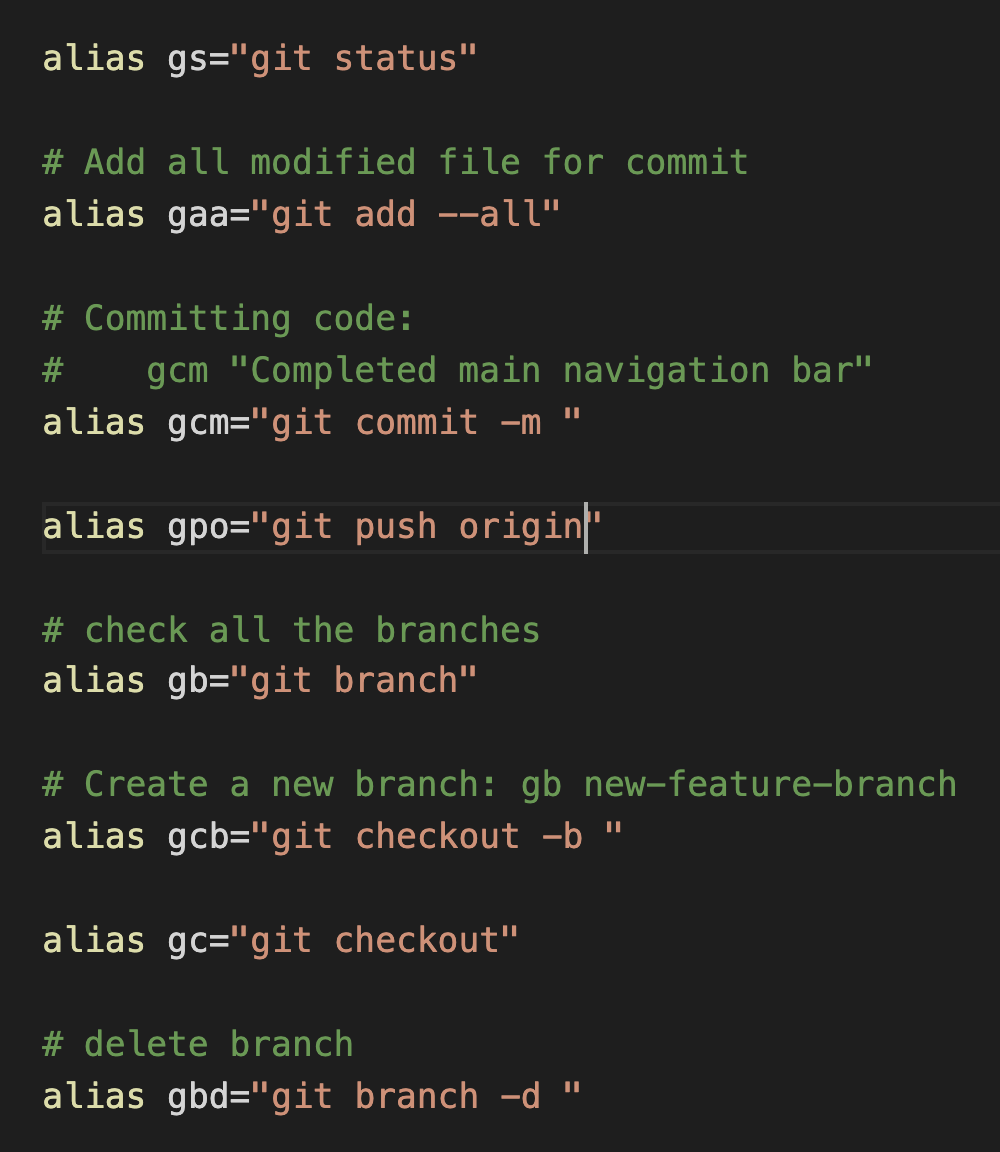 alias gs="git status"
# Add all modified file for commit
alias gaa="git add --all"
# Committing code:
#    gcm "Completed main navigation bar"
alias gcm="git commit -m "
alias gpo="git push origin"
# check all the branches
alias gb="git branch"
# Create a new branch: gb new-feature-branch
alias gcb="git checkout -b "
alias gc="git checkout"
# delete branch
alias gbd="git branch -d "